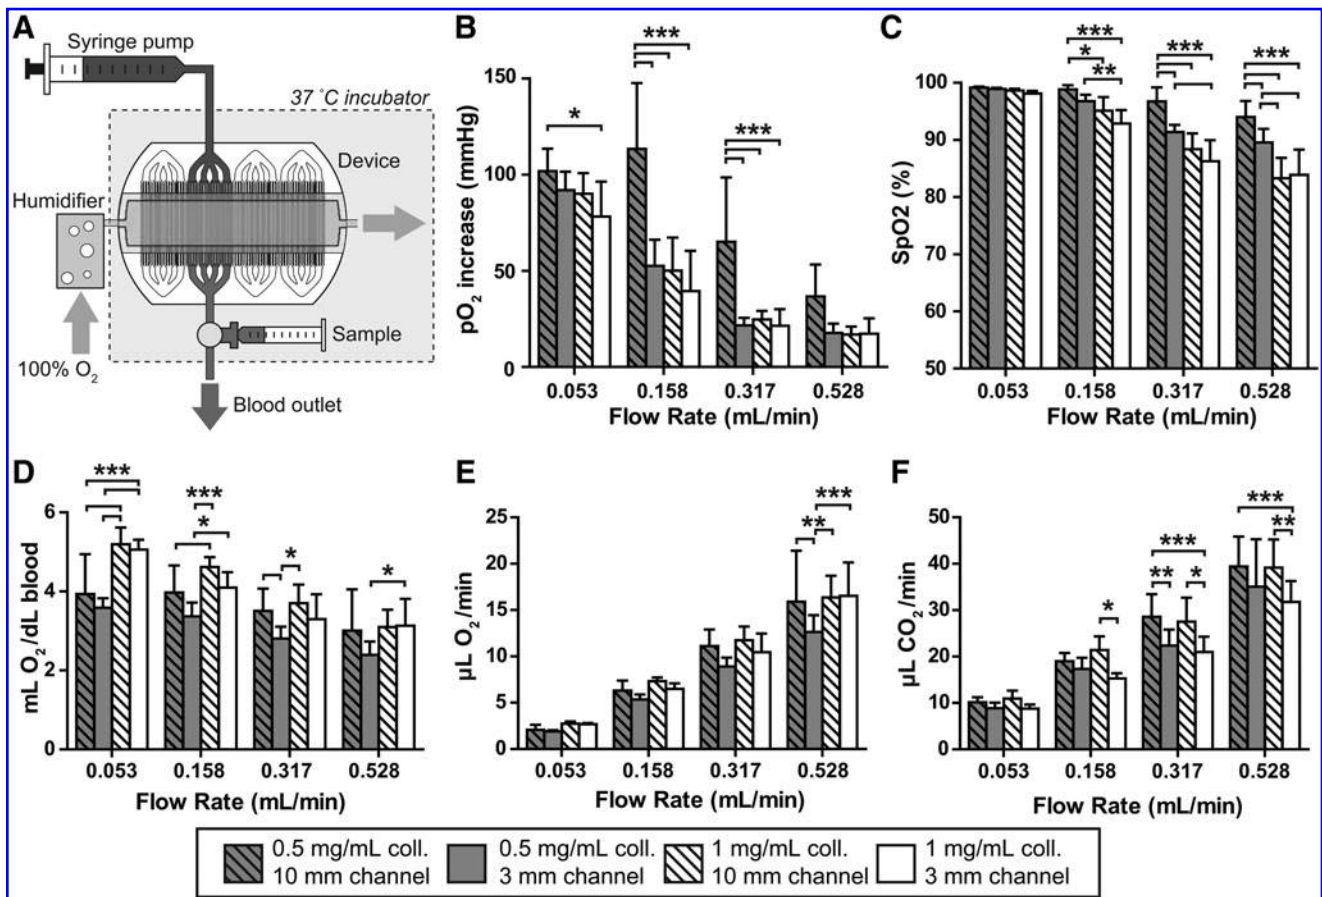 A
Syringe pump
37 ˚C incubator
Device
Humidifier
Sample
100% O2
Blood outlet
B
***
*
***
150
100
50
0
pO2 increase (mmHg)
0.053 0.158 0.317 0.528
Flow Rate (mL/min)
C
***
*
**
***
***
100
90
80
70
60
50
SpO2 (%)
0.053 0.158 0.317 0.528
Flow Rate (mL/min)
D
***
***
*
*
*
6
4
2
0
mL O2/dL blood
0.053 0.158 0.317 0.528
Flow Rate (mL/min)
E
***
**
25
20
15
10
5
0
µL O2/min
0.053 0.158 0.317 0.528
Flow Rate (mL/min)
F
***
**
***
**
*
*
50
40
30
20
10
0
µL CO2/min
0.053 0.158 0.317 0.528
Flow Rate (mL/min)
0.5 mg/mL coll.
10 mm channel
0.5 mg/mL coll.
3 mm channel
1 mg/mL coll.
10 mm channel
1 mg/mL coll.
3 mm channel